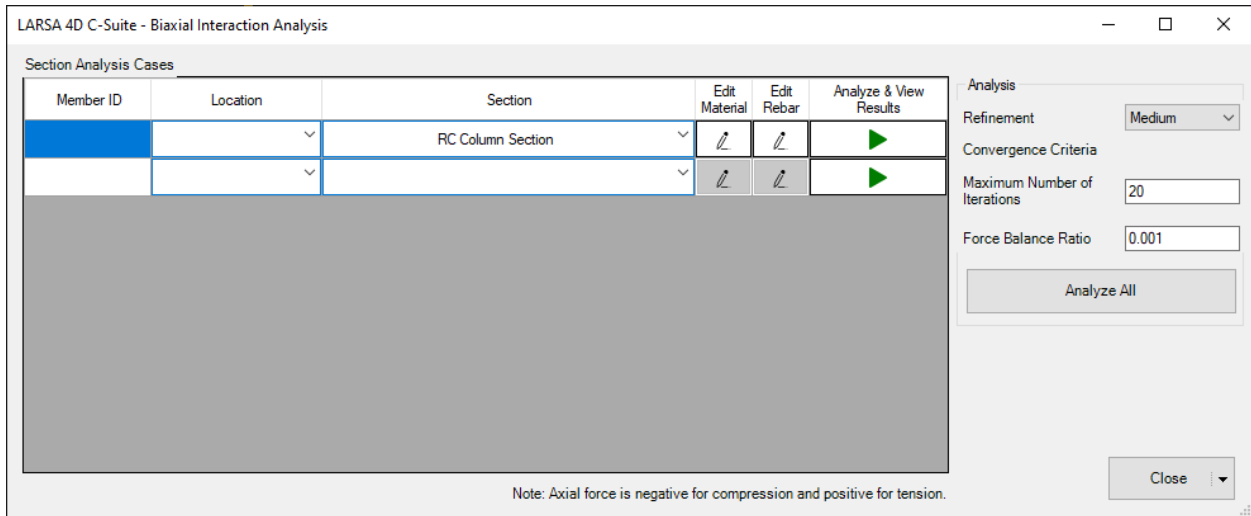 LARSA 4D C-Suite - Biaxial Interaction Analysis
Section Analysis Cases
Member ID
Location
Section
Edit
Material
Edit
Rebar
Analyze & View
Results
RC Column Section
Analysis
Refinement
Medium
Convergence Criteria
Maximum Number of
Iterations
20
Force Balance Ratio
0.001
Analyze All
Close
Note: Axial force is negative for compression and positive for tension.